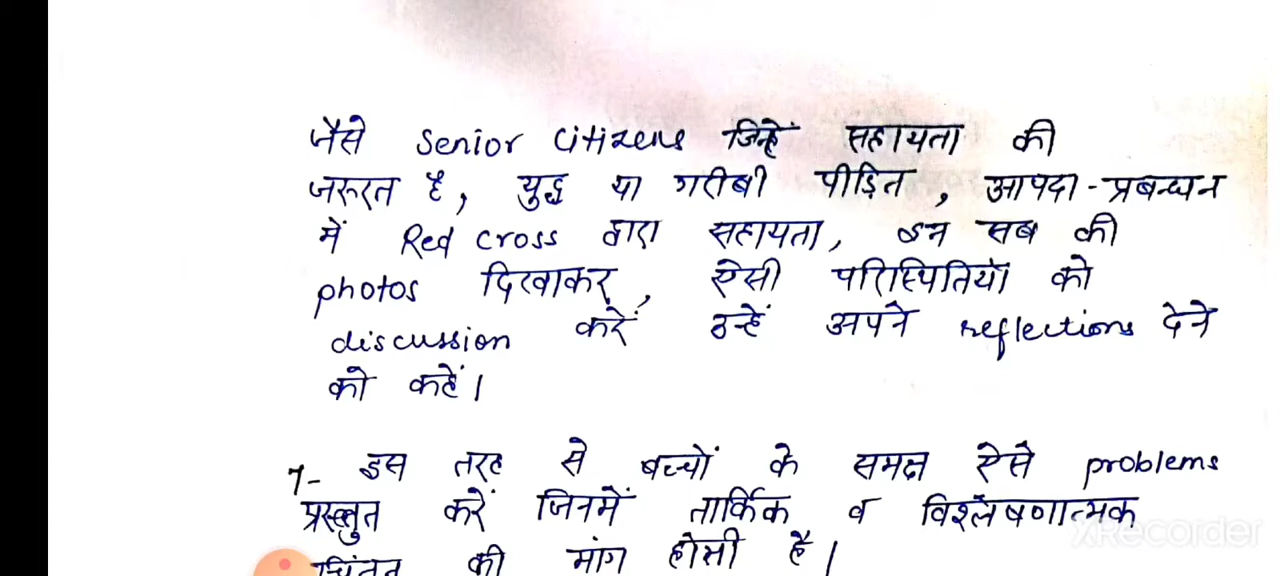 जैसे senior citizens जिन्हें सहायता की
जरूरत है, युद्ध या गरीबी पीड़ित, आपदा-प्रबन्धन
में Red cross द्वारा सहायता, इन सब की
photos दिखाकर, ऐसी परिस्थितियों को
discussion करें उन्हें अपने reflections देने
को कहें।
7- इस तरह से बच्चों के समक्ष ऐसे problems
प्रस्तुत करें जिनमें तार्किक व विश्लेषणात्मक
चिंतन की मांग होती है।
XRecorder